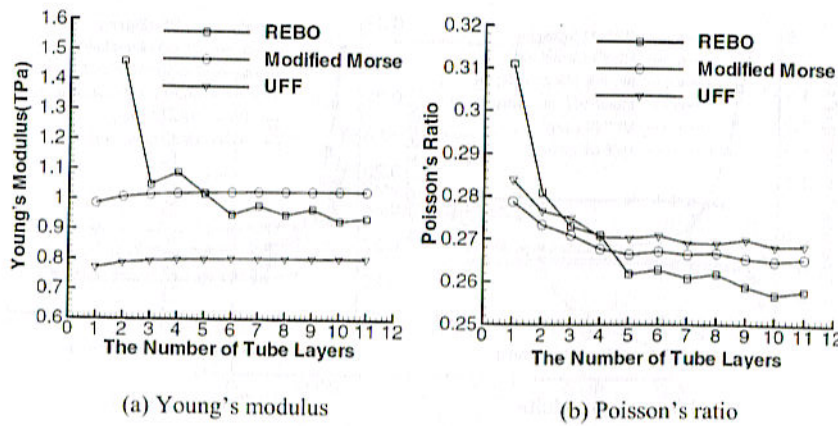 1.6
1.5
1.4
1.3
1.2
1.1
1
0.9
0.8
0.7
0.6
Young's Modulus(TPa)
REBO
Modified Morse
UFF
0 1 2 3 4 5 6 7 8 9 10 11 12
The Number of Tube Layers
(a) Young's modulus
0.32
0.31
0.3
0.29
0.28
0.27
0.26
0.25
Poisson's Ratio
REBO
Modified Morse
UFF
0 1 2 3 4 5 6 7 8 9 10 11 12
The Number of Tube Layers
(b) Poisson's ratio